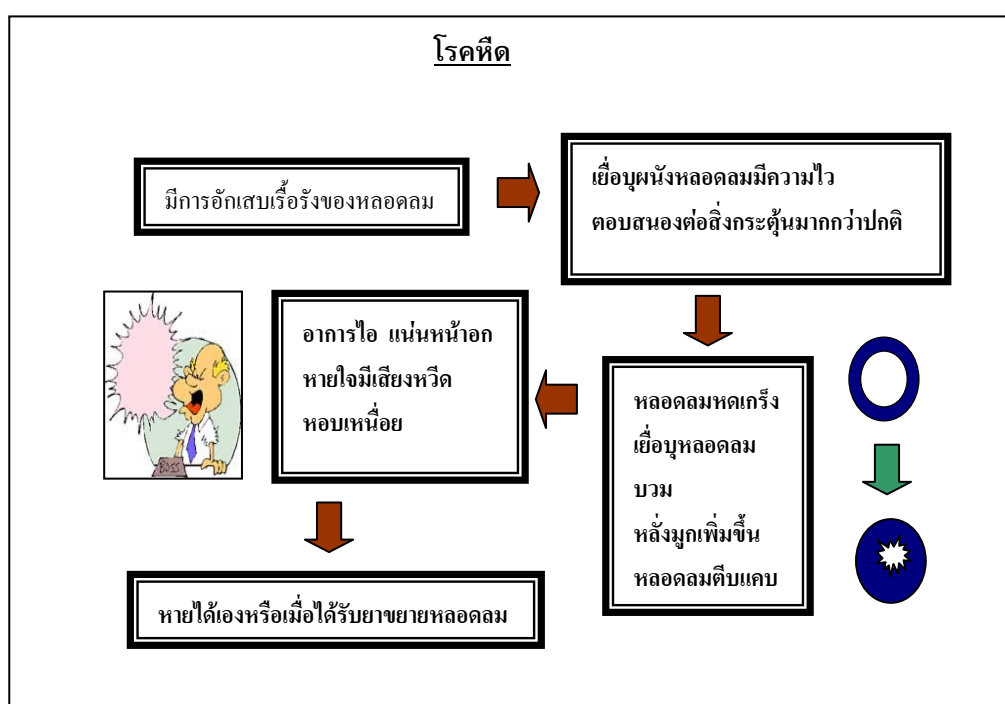 โรคหืด
มีการอักเสบเรื้อรังของหลอดลม
เยื่อบุผนังหลอดลมมีความไว
ตอบสนองต่อสิ่งกระตุ้นมากกว่าปกติ
หลอดลมหดเกร็ง
เยื่อบุหลอดลม
บวม
หลั่งมูกเพิ่มขึ้น
หลอดลมตีบแคบ
อาการไอ แน่นหน้าอก
หายใจมีเสียงหวีด
หอบเหนื่อย
BOSS
หายได้เองหรือเมื่อได้รับยาขยายหลอดลม